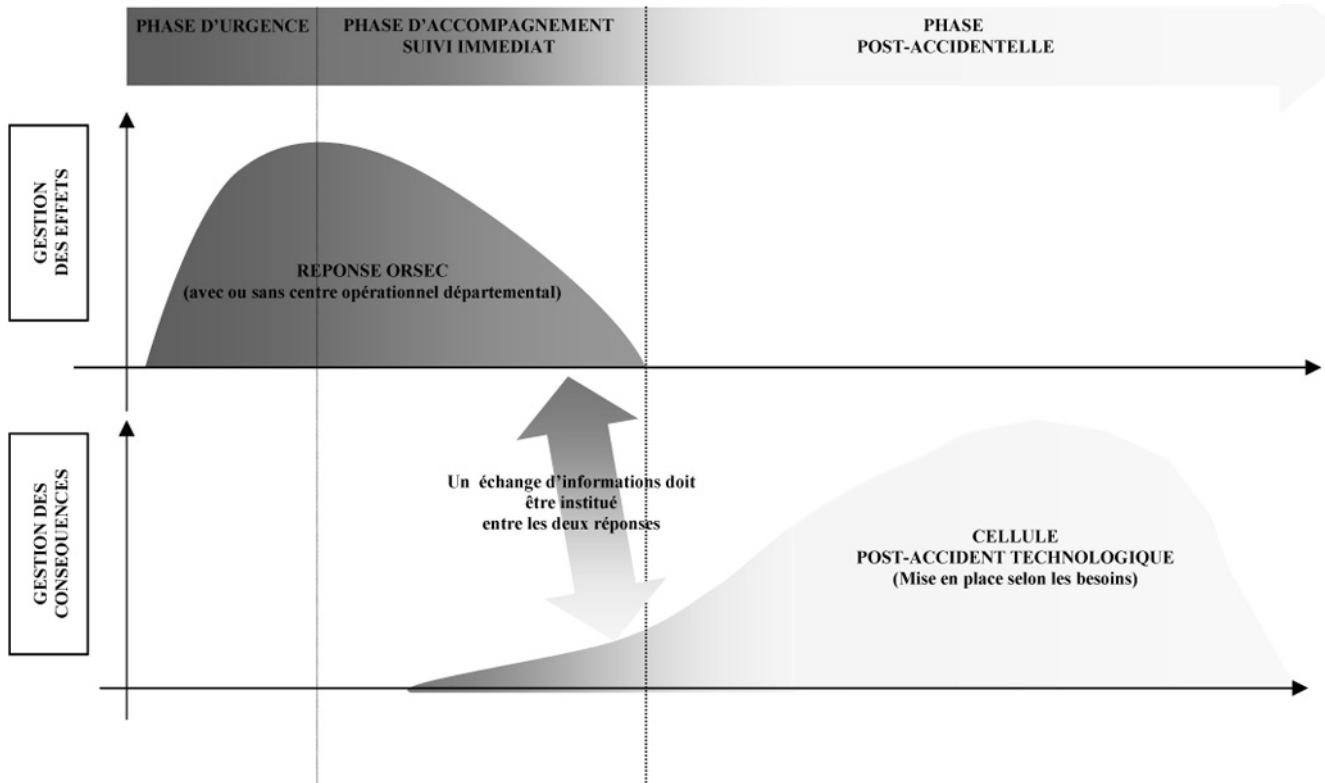 PHASE D'URGENCE
PHASE D'ACCOMPAGNEMENT
SUIVI IMMEDIAT
PHASE
POST-ACCIDENTELLE
GESTION
DES EFFETS
REPONSE ORSEC
(avec ou sans centre opérationnel départemental)
GESTION DES
CONSEQUENCES
Un échange d'informations doit
être institué
entre les deux réponses
CELLULE
POST-ACCIDENT TECHNOLOGIQUE
(Mise en place selon les besoins)